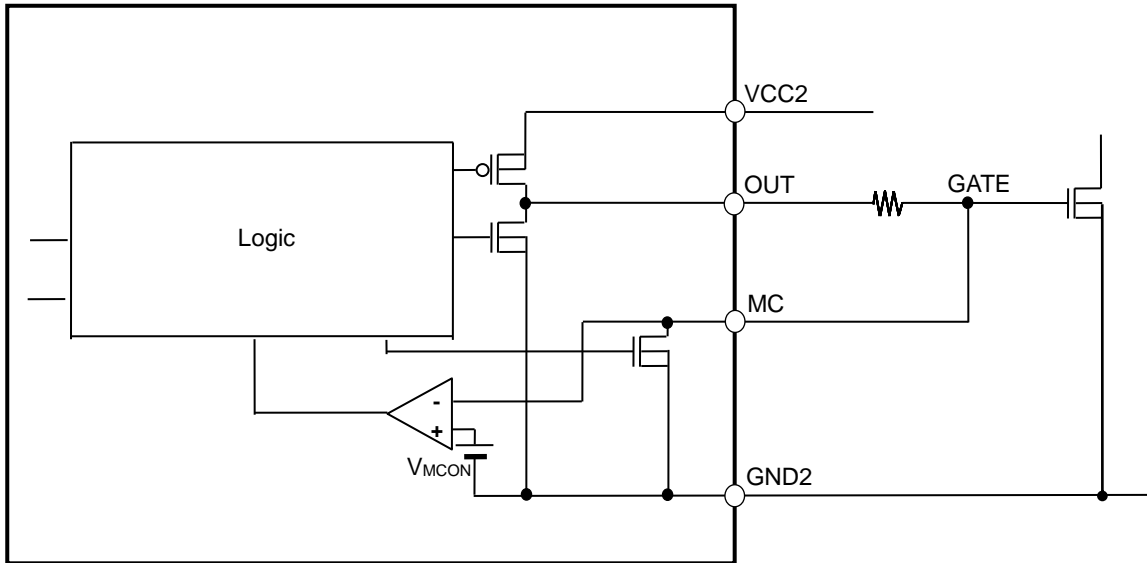 VCC2
OUT
GATE
Logic
MC
-
+
VMCON
GND2